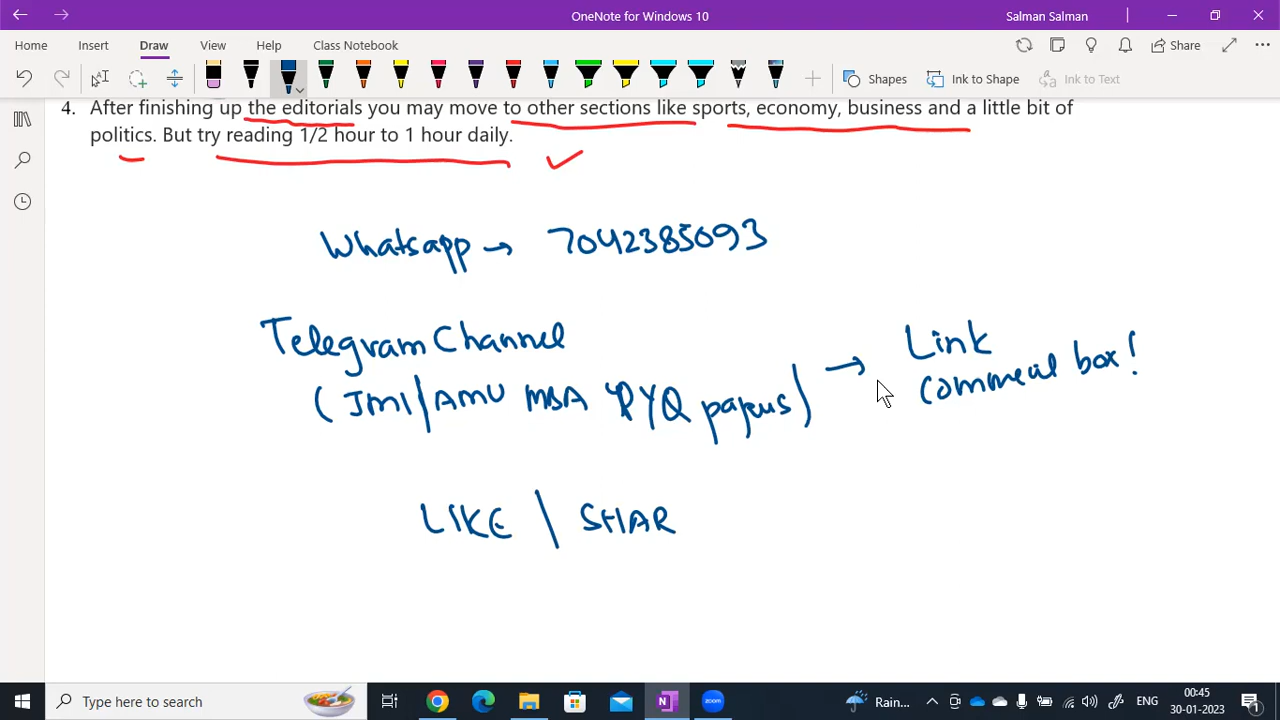 OneNote for Windows 10
Salman Salman
Home Insert Draw View Help Class Notebook Share
Shapes Ink to Shape Ink to Text
4. After finishing up the editorials you may move to other sections like sports, economy, business and a little bit of
politics. But try reading 1/2 hour to 1 hour daily.
Whatsapp → 7042385093
Telegram Channel
(JMI/AMU MBA PYQ papers) → Link
comment box!
LIKE \ SHAR
Type here to search
zoom
Rain...
ENG
00:45
30-01-2023
1